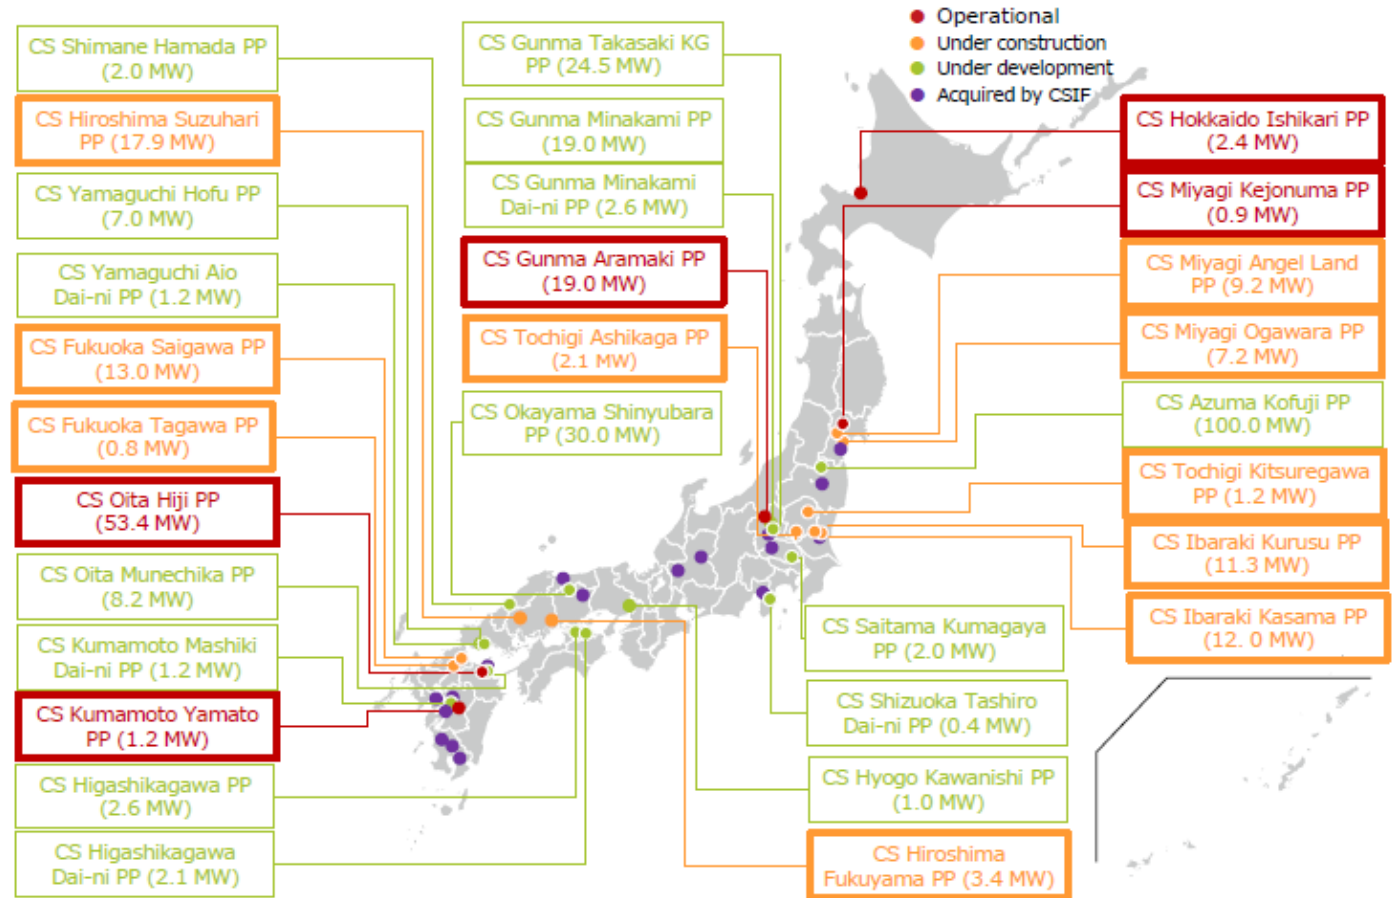 Operational
Under construction
Under development
Acquired by CSIF
CS Shimane Hamada PP
(2.0 MW)
CS Hiroshima Suzuhari
PP (17.9 MW)
CS Yamaguchi Hofu PP
(7.0 MW)
CS Yamaguchi Aio
Dai-ni PP (1.2 MW)
CS Fukuoka Saigawa PP
(13.0 MW)
CS Fukuoka Tagawa PP
(0.8 MW)
CS Oita Hiji PP
(53.4 MW)
CS Oita Munechika PP
(8.2 MW)
CS Kumamoto Mashiki
Dai-ni PP (1.2 MW)
CS Kumamoto Yamato
PP (1.2 MW)
CS Higashikagawa PP
(2.6 MW)
CS Higashikagawa
Dai-ni PP (2.1 MW)
CS Gunma Takasaki KG
PP (24.5 MW)
CS Gunma Minakami PP
(19.0 MW)
CS Gunma Minakami
Dai-ni PP (2.6 MW)
CS Gunma Aramaki PP
(19.0 MW)
CS Tochigi Ashikaga PP
(2.1 MW)
CS Okayama Shinyubara
PP (30.0 MW)
CS Hokkaido Ishikari PP
(2.4 MW)
CS Miyagi Kejonuma PP
(0.9 MW)
CS Miyagi Angel Land
PP (9.2 MW)
CS Miyagi Ogawara PP
(7.2 MW)
CS Azuma Kofuji PP
(100.0 MW)
CS Tochigi Kitsuregawa
PP (1.2 MW)
CS Ibaraki Kurusu PP
(11.3 MW)
CS Ibaraki Kasama PP
(12. 0 MW)
CS Saitama Kumagaya
PP (2.0 MW)
CS Shizuoka Tashiro
Dai-ni PP (0.4 MW)
CS Hyogo Kawanishi PP
(1.0 MW)
CS Hiroshima
Fukuyama PP (3.4 MW)